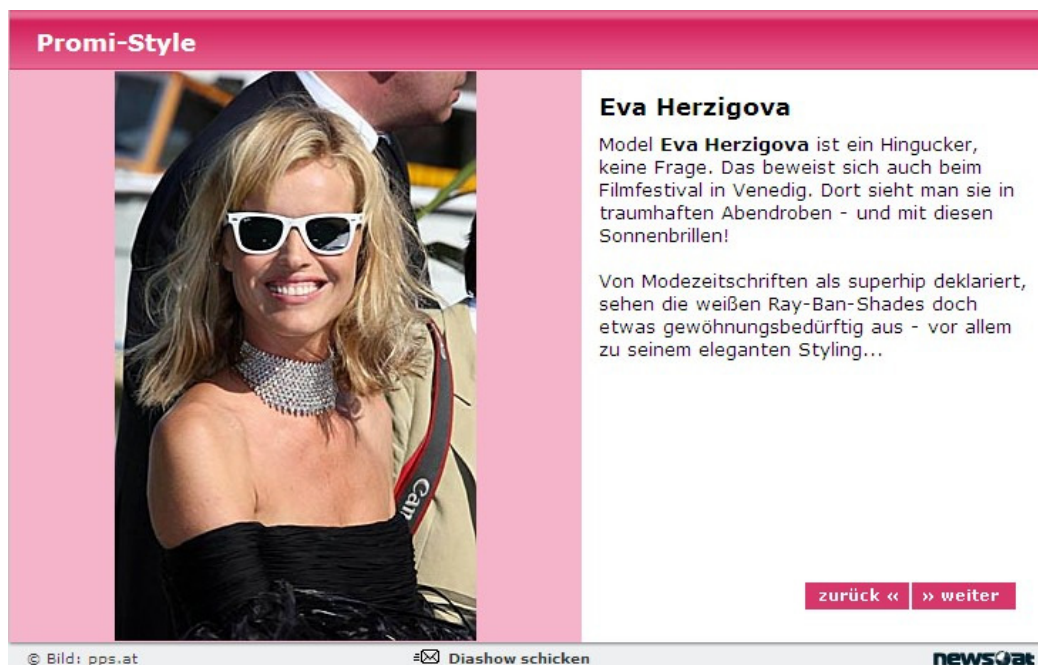 Promi-Style
Eva Herzigova
Model Eva Herzigova ist ein Hingucker,
keine Frage. Das beweist sich auch beim
Filmfestival in Venedig. Dort sieht man sie in
traumhaften Abendroben - und mit diesen
Sonnenbrillen!
Von Modezeitschriften als superhip deklariert,
sehen die weißen Ray-Ban-Shades doch
etwas gewöhnungsbedürftig aus - vor allem
zu seinem eleganten Styling...
Can
zurück « » weiter
© Bild: pps.at
Diashow schicken
news at